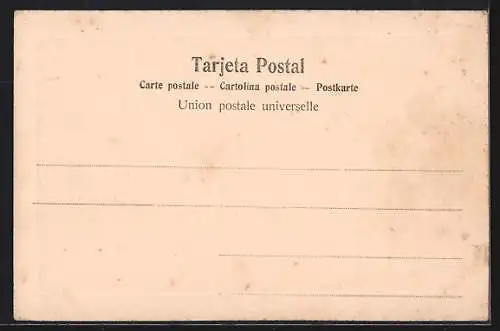 Tarjeta Postal
Carte postale -- Cartolina postale -- Postkarte
Union postale universelle